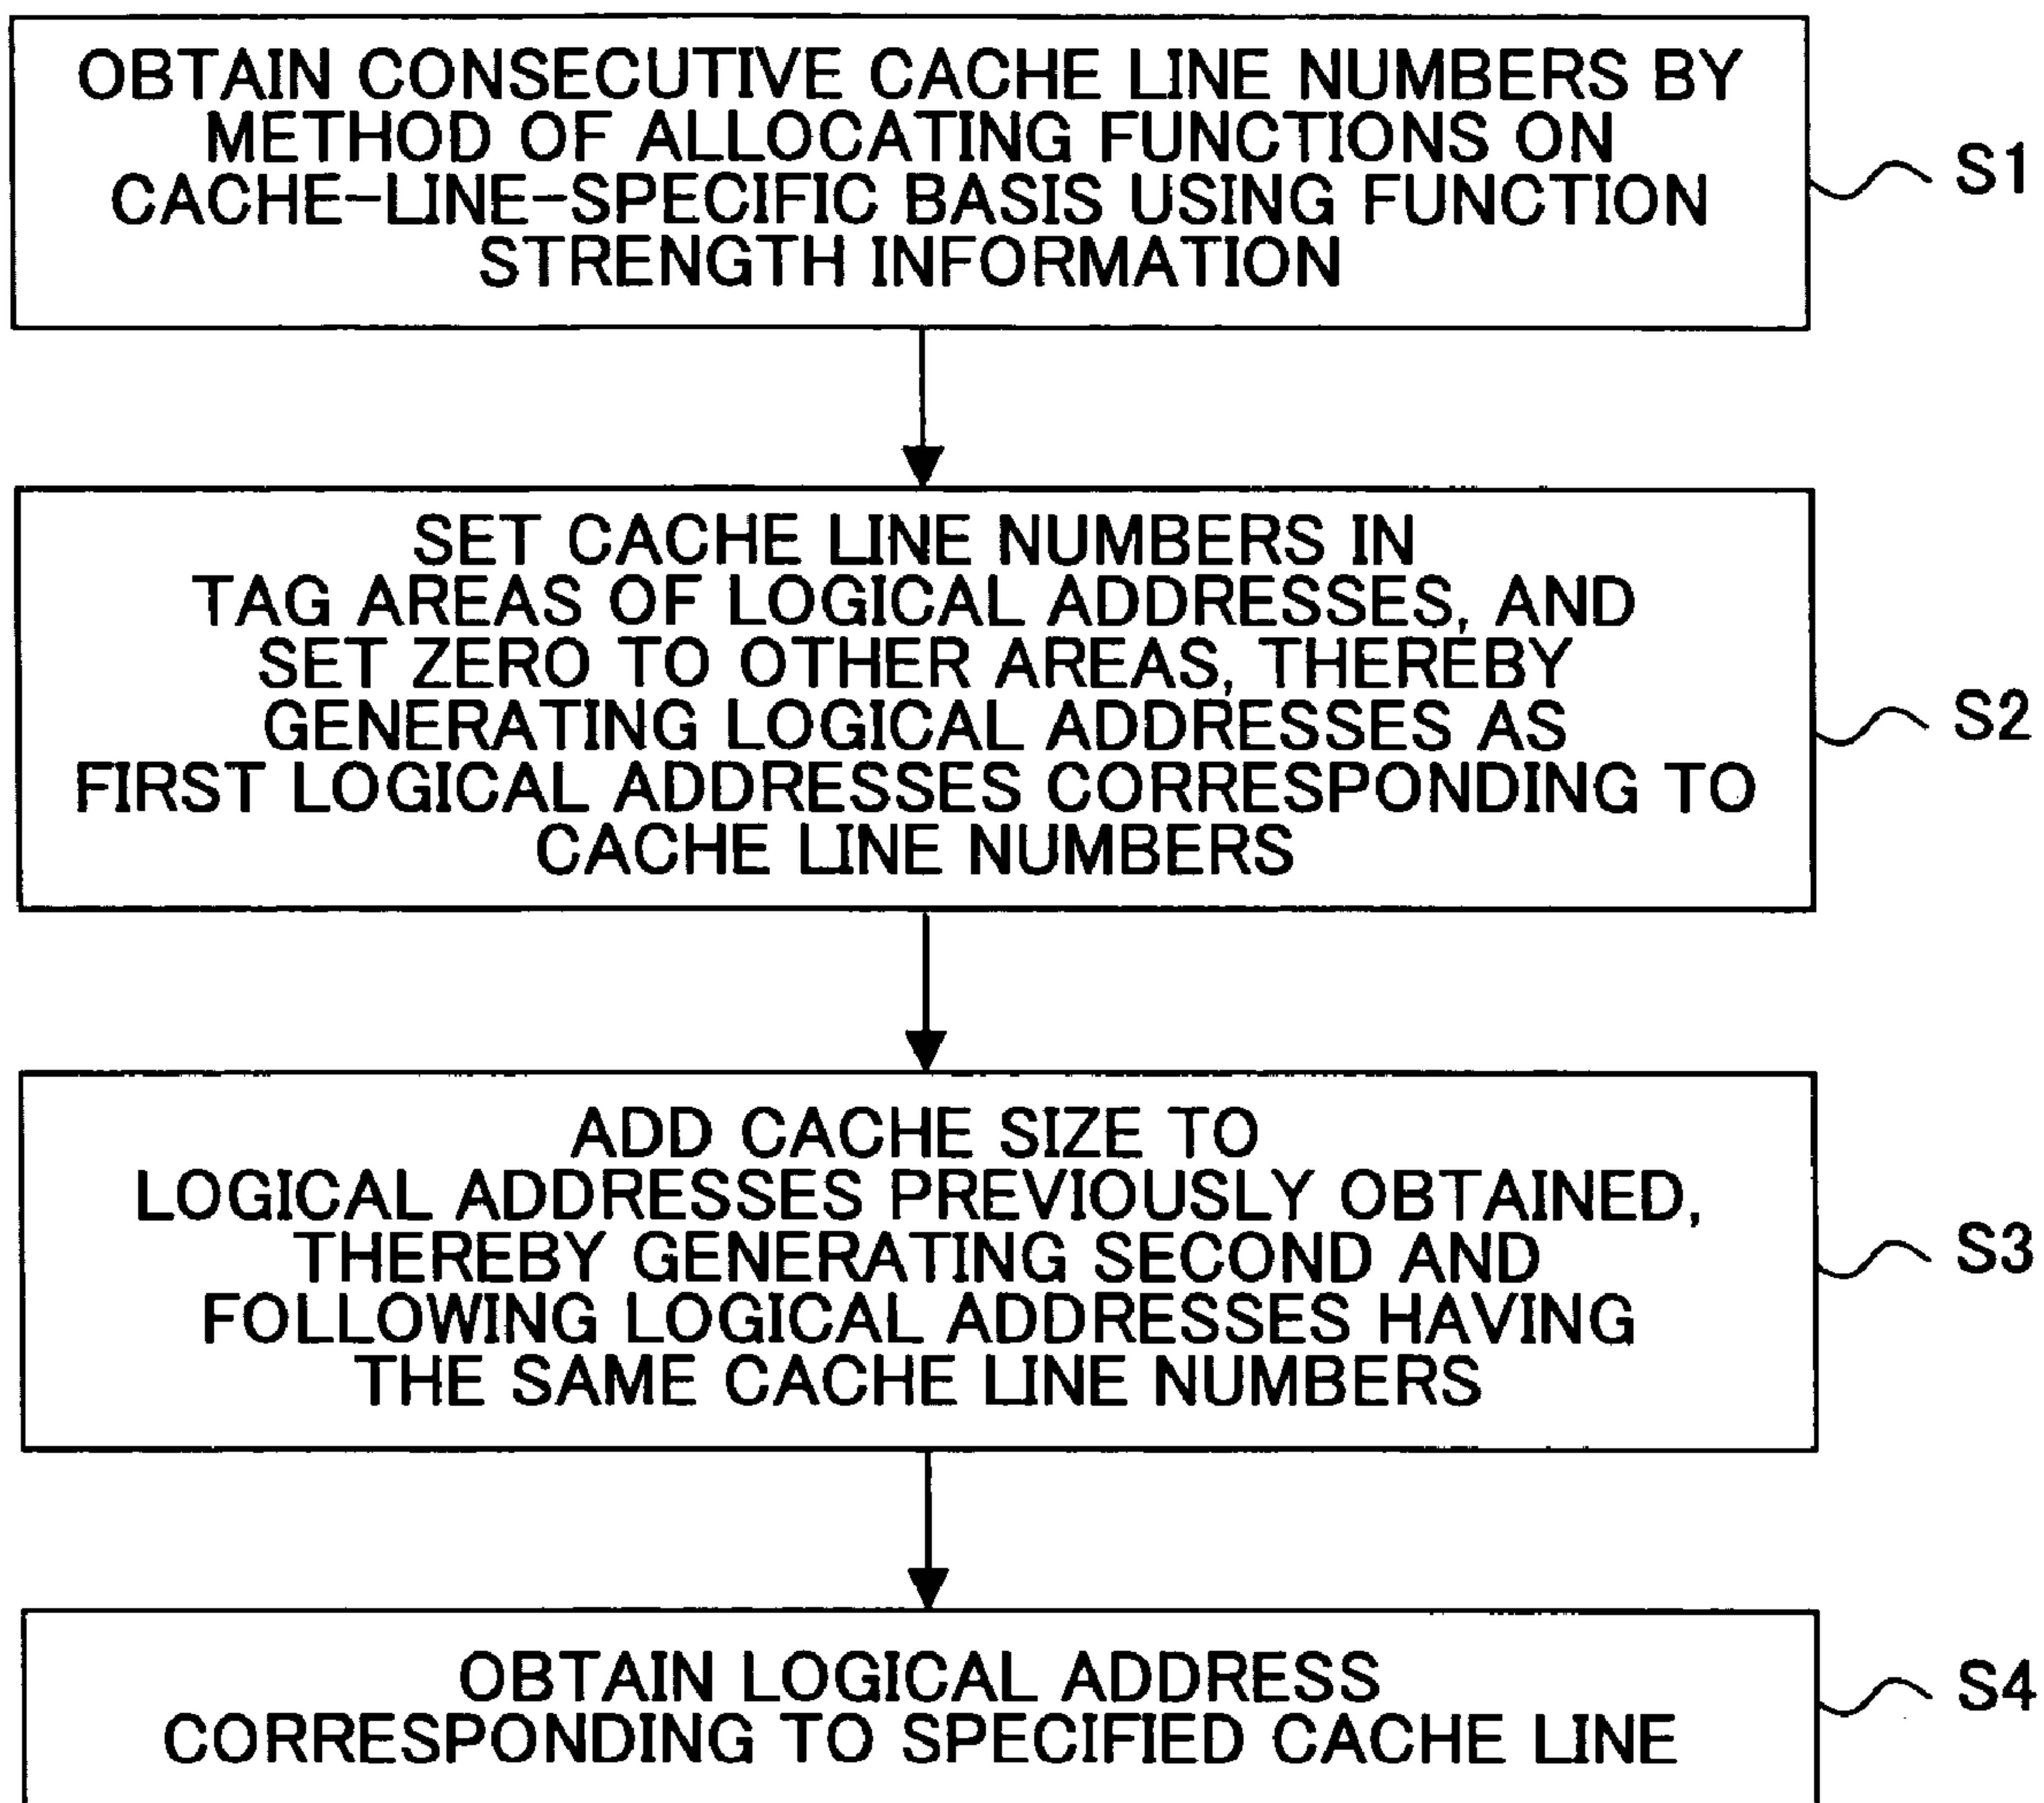 OBTAIN CONSECUTIVE CACHE LINE NUMBERS BY
METHOD OF ALLOCATING FUNCTIONS ON
CACHE-LINE-SPECIFIC BASIS USING FUNCTION
STRENGTH INFORMATION
S1
SET CACHE LINE NUMBERS IN
TAG AREAS OF LOGICAL ADDRESSES, AND
SET ZERO TO OTHER AREAS, THEREBY
GENERATING LOGICAL ADDRESSES AS
FIRST LOGICAL ADDRESSES CORRESPONDING TO
CACHE LINE NUMBERS
S2
ADD CACHE SIZE TO
LOGICAL ADDRESSES PREVIOUSLY OBTAINED,
THEREBY GENERATING SECOND AND
FOLLOWING LOGICAL ADDRESSES HAVING
THE SAME CACHE LINE NUMBERS
S3
OBTAIN LOGICAL ADDRESS
CORRESPONDING TO SPECIFIED CACHE LINE
S4